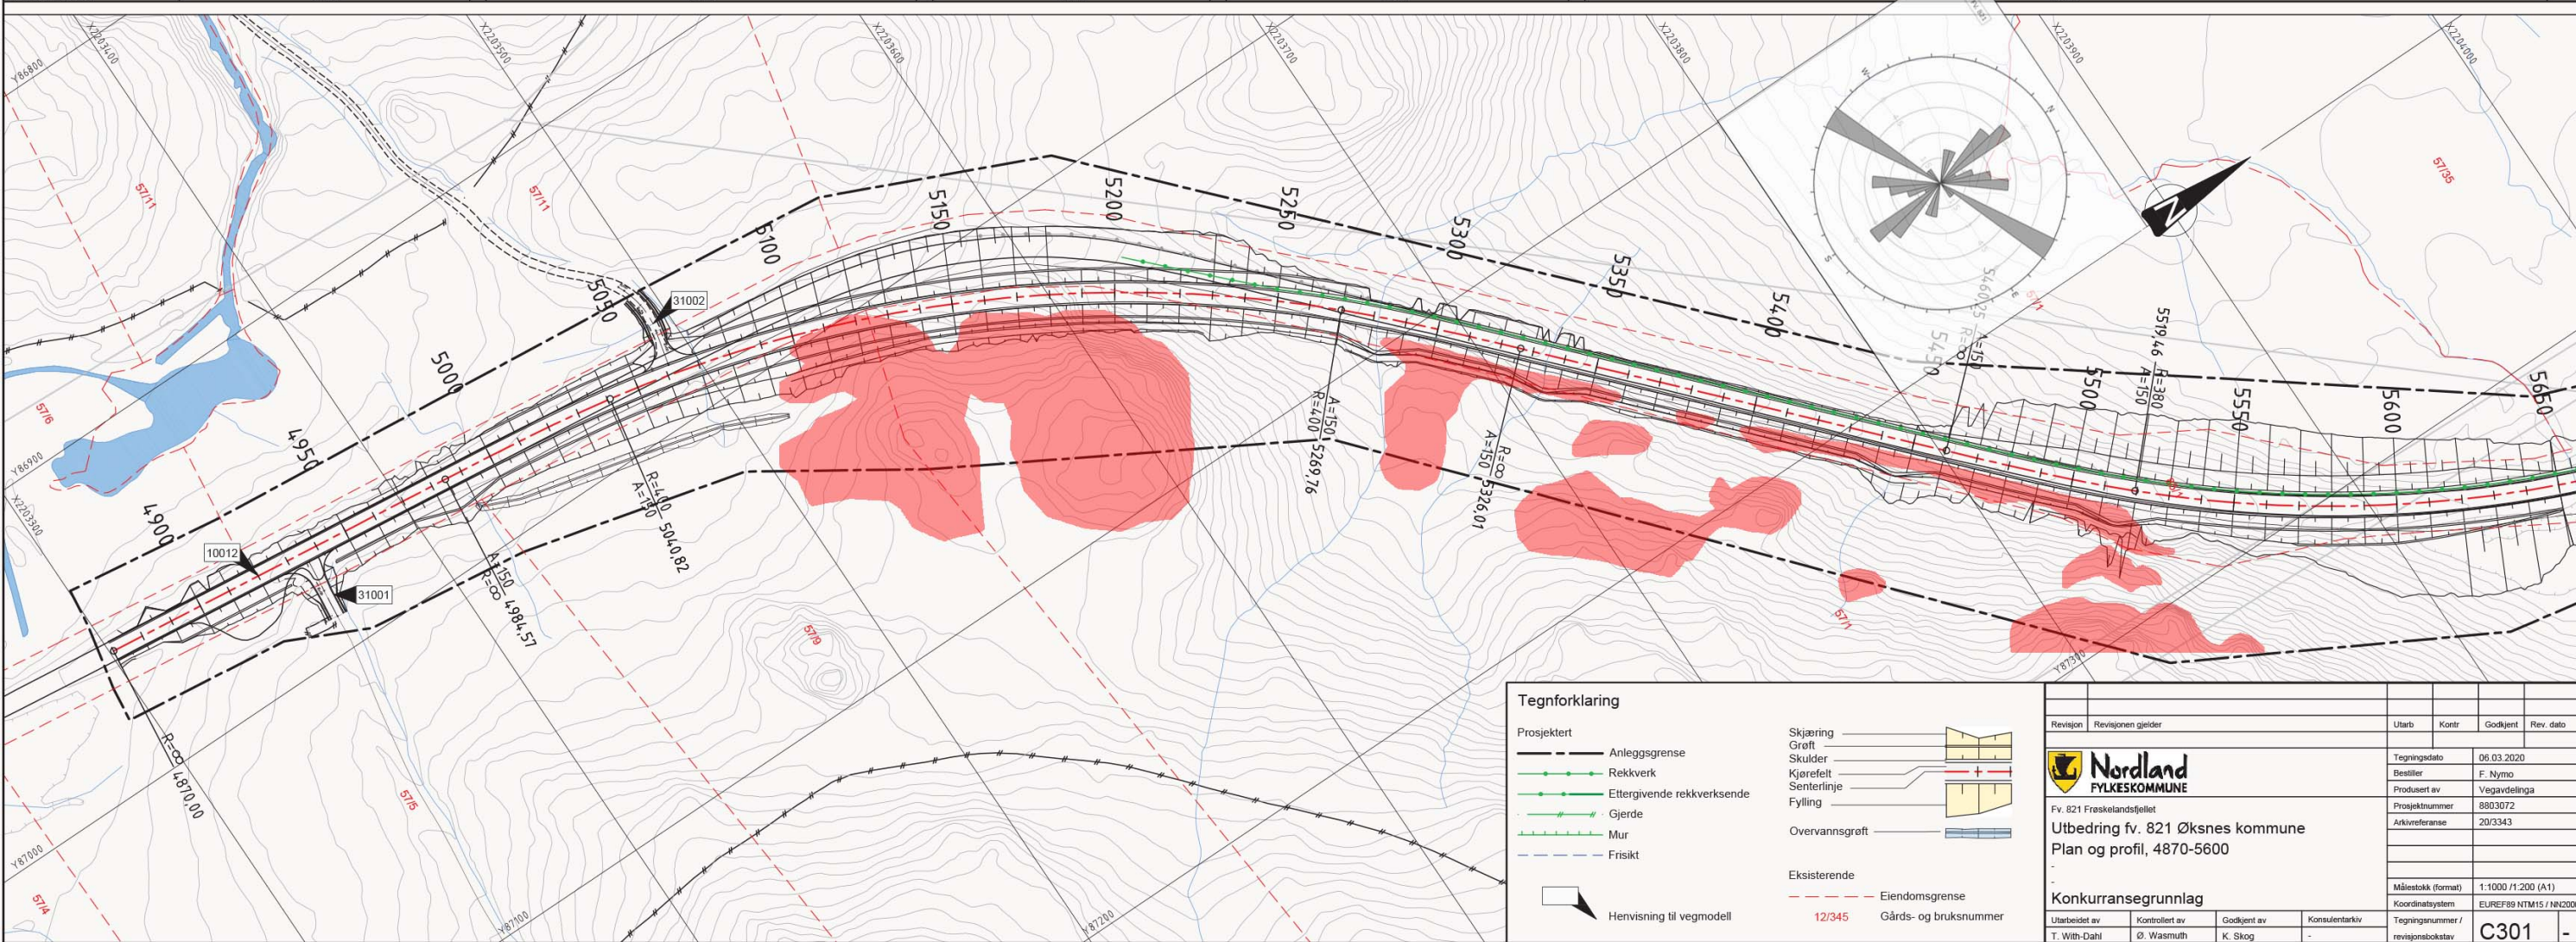 X2203400
X2203500
X2203600
X2203700
X2203800
X2203900
X2204000
Y86800
57/11
57/11
57/35
W
N
S
E
N
5050
5100
5150
5200
5250
5300
5350
5400
5450
5500
5550
5600
5650
31002
5460,25 R=∞
A=150
57/1
5519,46 R=380
A=150
57/6
Y86900
X2203300
4900
4950
5000
10012
31001
R=400
A=150 5040,82
A=150
R=∞ 4984,57
A=150
R=400 5269,76
R=∞
A=150 5326,01
57/9
57/1
Y87300
R=∞ 4870,00
57/5
Y87000
57/4
Y87100
Y87200
Tegnforklaring
Prosjektert
Anleggsgrense
Rekkverk
Ettergivende rekkverksende
Gjerde
Mur
Frisikt
Henvisning til vegmodell
Skjæring
Grøft
Skulder
Kjørefelt
Senterlinje
Fylling
Overvannsgrøft
Eksisterende
Eiendomsgrense
12/345 Gårds- og bruksnummer
Revisjon Revisjonen gjelder Utarb Kontr Godkjent Rev. dato
Nordland
FYLKESKOMMUNE
Tegningsdato 06.03.2020
Bestiller F. Nymo
Produsert av Vegavdelinga
Prosjektnummer 8803072
Arkivreferanse 20/3343
Fv. 821 Frøskelandsfjellet
Utbedring fv. 821 Øksnes kommune
Plan og profil, 4870-5600
-
-
Konkurransegrunnlag
Målestokk (format) 1:1000 /1:200 (A1)
Koordinatsystem EUREF89 NTM15 / NN2000
Utarbeidet av Kontrollert av Godkjent av Konsulentarkiv
T. With-Dahl Ø. Wasmuth K. Skog -
Tegningsnummer /
revisjonsbokstav C301 -